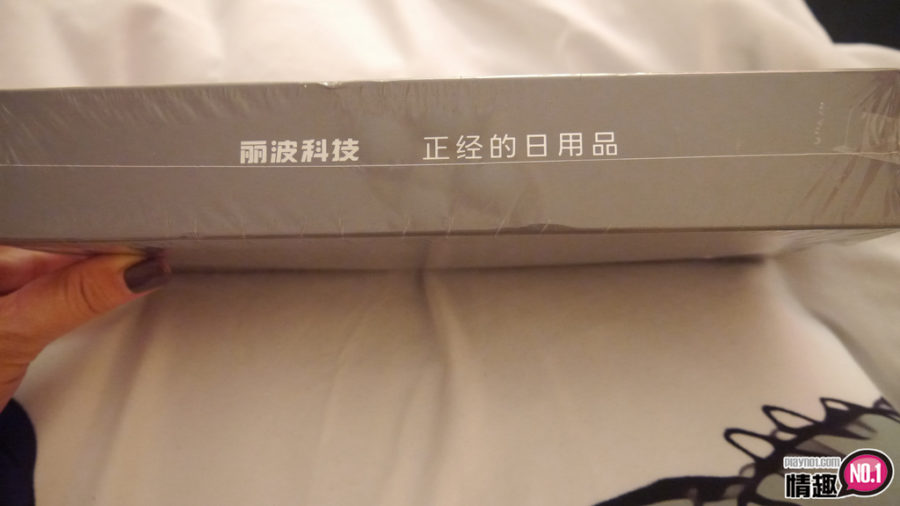 丽波科技 正经的日用品
playno1.com
情趣 NO.1